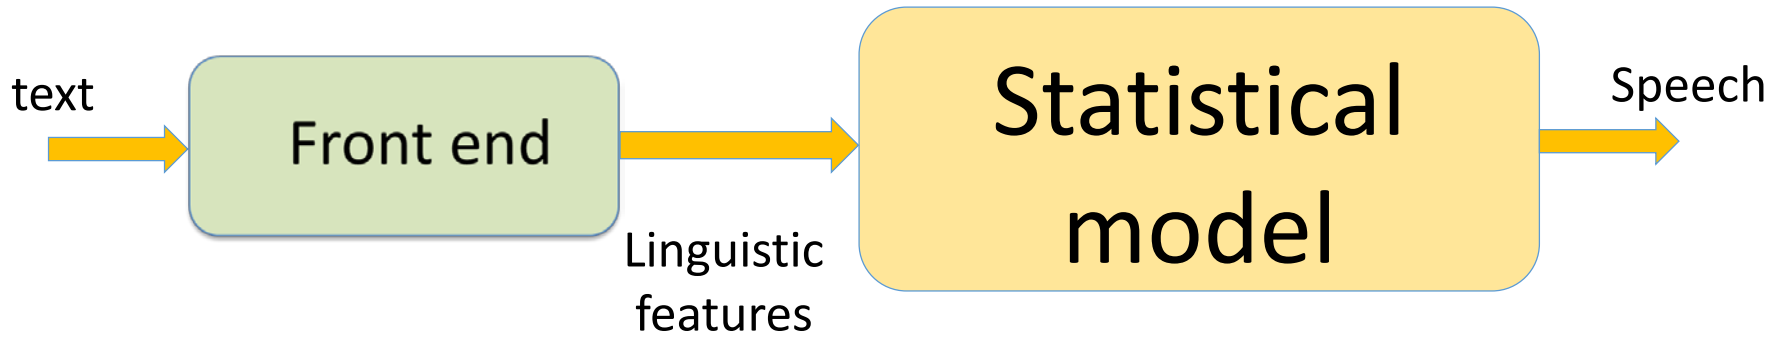 text
Front end
Linguistic
features
Statistical
model
Speech